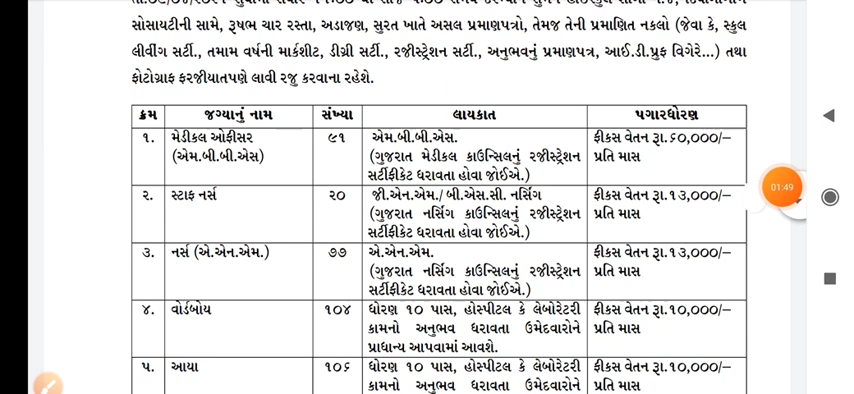 સોસાયટીની સામે, રૂષભ ચાર રસ્તા, અડાજણ, સુરત ખાતે અસલ પ્રમાણપત્રો, તેમજ તેની પ્રમાણિત નકલો (જેવા કે, સ્કુલ
લીવીંગ સર્ટી., તમામ વર્ષની માર્કશીટ, ડીગ્રી સર્ટી., રજીસ્ટ્રેશન સર્ટી., અનુભવનું પ્રમાણપત્ર, આઈ.ડી.પ્રુફ વિગેરે...) તથા
ફોટોગ્રાફ ફરજીયાતપણે લાવી રજુ કરવાના રહેશે.
ક્રમ જગ્યાનું નામ સંખ્યા લાયકાત પગારધોરણ
૧. મેડીકલ ઓફીસર ૯૧ એમ.બી.બી.એસ. ફીકસ વેતન રૂા.૬૦,૦૦૦/–
(એમ.બી.બી.એસ) (ગુજરાત મેડીકલ કાઉન્સિલનું રજીસ્ટ્રેશન પ્રતિ માસ
સર્ટીફીકેટ ધરાવતા હોવા જોઈએ.)
01:49
૨. સ્ટાફ નર્સ ૨૦ જી.એન.એમ./ બી.એસ.સી. નર્સિગ ફીકસ વેતન રૂા.૧૩,૦૦૦/–
(ગુજરાત નર્સિગ કાઉન્સિલનું રજીસ્ટ્રેશન પ્રતિ માસ
સર્ટીફીકેટ ધરાવતા હોવા જોઈએ.)
૩. નર્સ (એ.એન.એમ.) ૭૭ એ.એન.એમ. ફીકસ વેતન રૂા.૧૩,૦૦૦/–
(ગુજરાત નર્સિગ કાઉન્સિલનું રજીસ્ટ્રેશન પ્રતિ માસ
સર્ટીફીકેટ ધરાવતા હોવા જોઈએ.)
૪. વોર્ડબોય ૧૦૪ ધોરણ ૧૦ પાસ, હોસ્પીટલ કે લેબોરેટરી ફીકસ વેતન રૂા.૧૦,૦૦૦/–
કામનો અનુભવ ધરાવતા ઉમેદવારોને પ્રતિ માસ
પ્રાધાન્ય આપવામાં આવશે.
૫. આયા ૧૦૬ ધોરણ ૧૦ પાસ, હોસ્પીટલ કે લેબોરેટરી ફીકસ વેતન રૂા.૧૦,૦૦૦/–
કામનો અનુભવ ધરાવતા ઉમેદવારોને પ્રતિ માસ